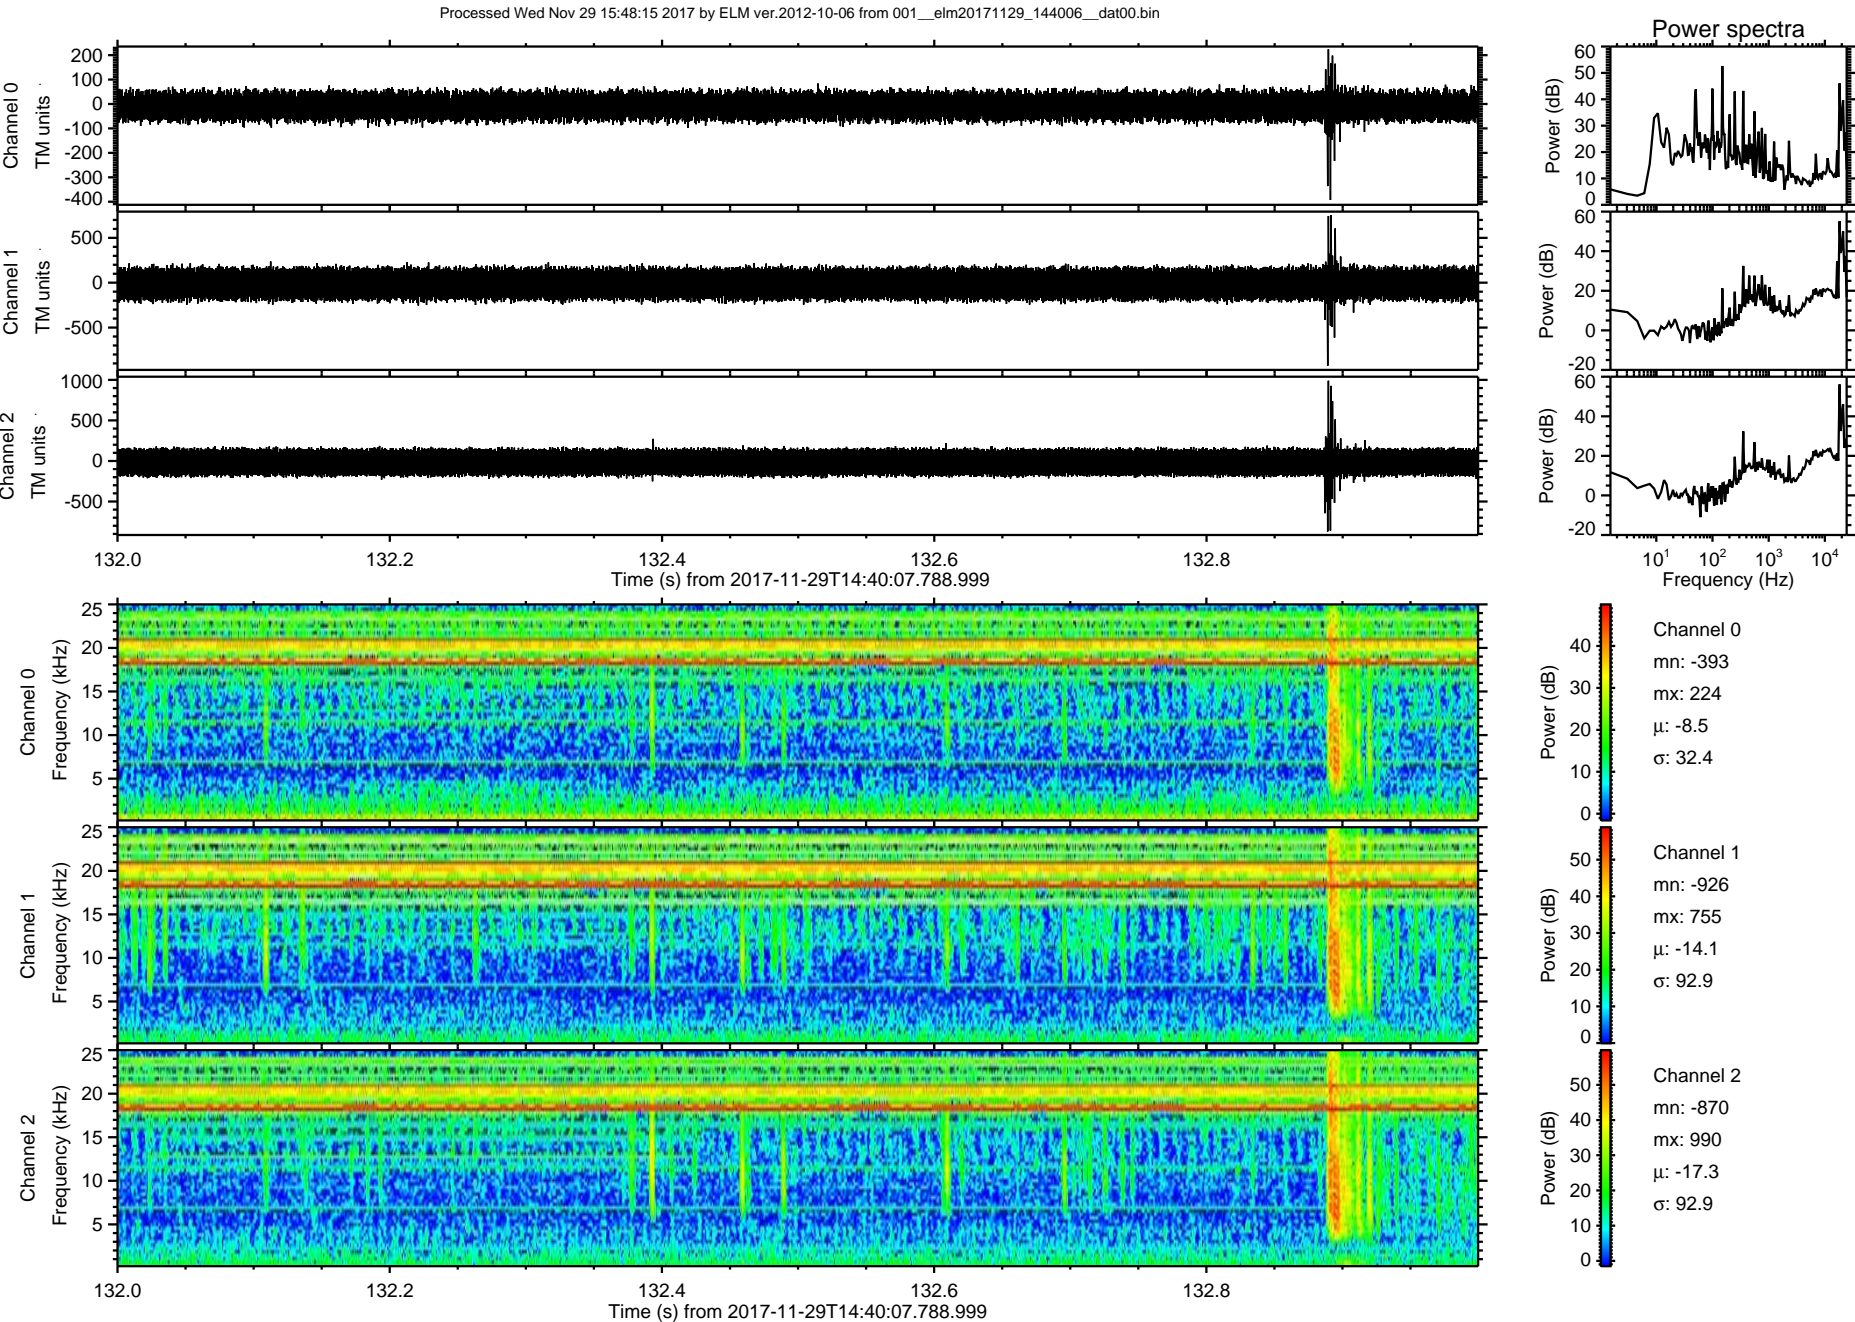 Processed Wed Nov 29 15:48:15 2017 by ELM ver.2012-10-06 from 001__elm20171129_144006__dat00.bin
Power spectra
Channel 0
TM units
200
100
0
-100
-200
-300
-400
Power (dB)
60
50
40
30
20
10
0
Channel 1
TM units
500
0
-500
Power (dB)
60
40
20
0
-20
Channel 2
TM units
1000
500
0
-500
Power (dB)
60
40
20
0
-20
132.0 132.2 132.4 132.6 132.8
Time (s) from 2017-11-29T14:40:07.788.999
10¹ 10² 10³ 10⁴
Frequency (Hz)
Channel 0
Frequency (kHz)
25
20
15
10
5
Power (dB)
40
30
20
10
0
Channel 0
mn: -393
mx: 224
μ: -8.5
σ: 32.4
Channel 1
Frequency (kHz)
25
20
15
10
5
Power (dB)
50
40
30
20
10
0
Channel 1
mn: -926
mx: 755
μ: -14.1
σ: 92.9
Channel 2
Frequency (kHz)
25
20
15
10
5
Power (dB)
50
40
30
20
10
0
Channel 2
mn: -870
mx: 990
μ: -17.3
σ: 92.9
132.0 132.2 132.4 132.6 132.8
Time (s) from 2017-11-29T14:40:07.788.999